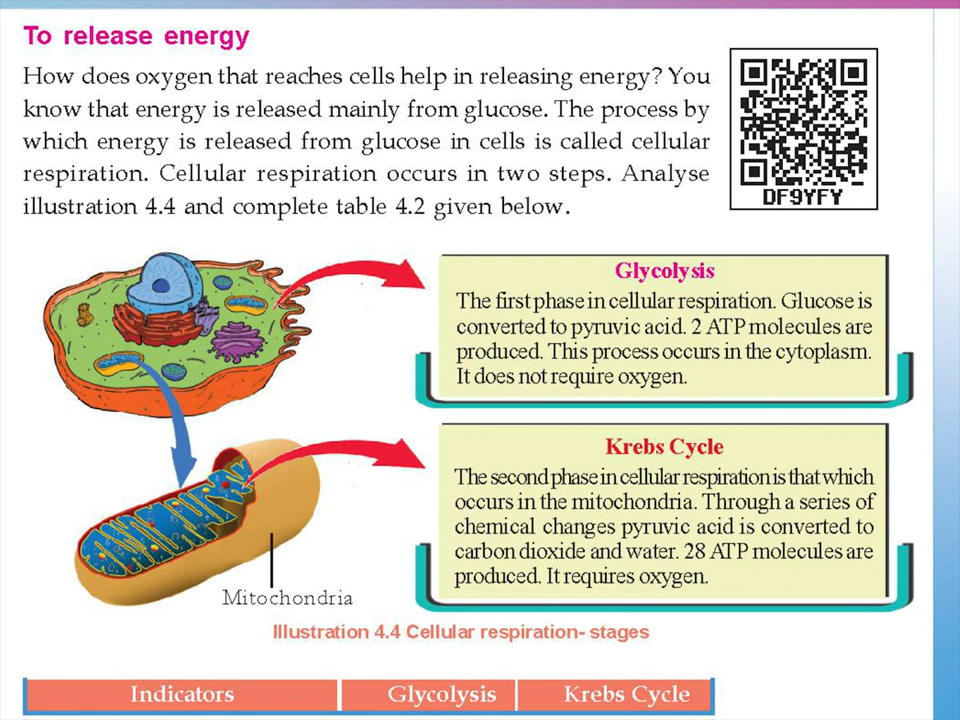 To release energy
How does oxygen that reaches cells help in releasing energy? You
know that energy is released mainly from glucose. The process by
which energy is released from glucose in cells is called cellular
respiration. Cellular respiration occurs in two steps. Analyse
illustration 4.4 and complete table 4.2 given below.
DF9YFY
Glycolysis
The first phase in cellular respiration. Glucose is
converted to pyruvic acid. 2 ATP molecules are
produced. This process occurs in the cytoplasm.
It does not require oxygen.
Krebs Cycle
The second phase in cellular respiration is that which
occurs in the mitochondria. Through a series of
chemical changes pyruvic acid is converted to
carbon dioxide and water. 28 ATP molecules are
produced. It requires oxygen.
Mitochondria
Illustration 4.4 Cellular respiration- stages
Indicators Glycolysis Krebs Cycle